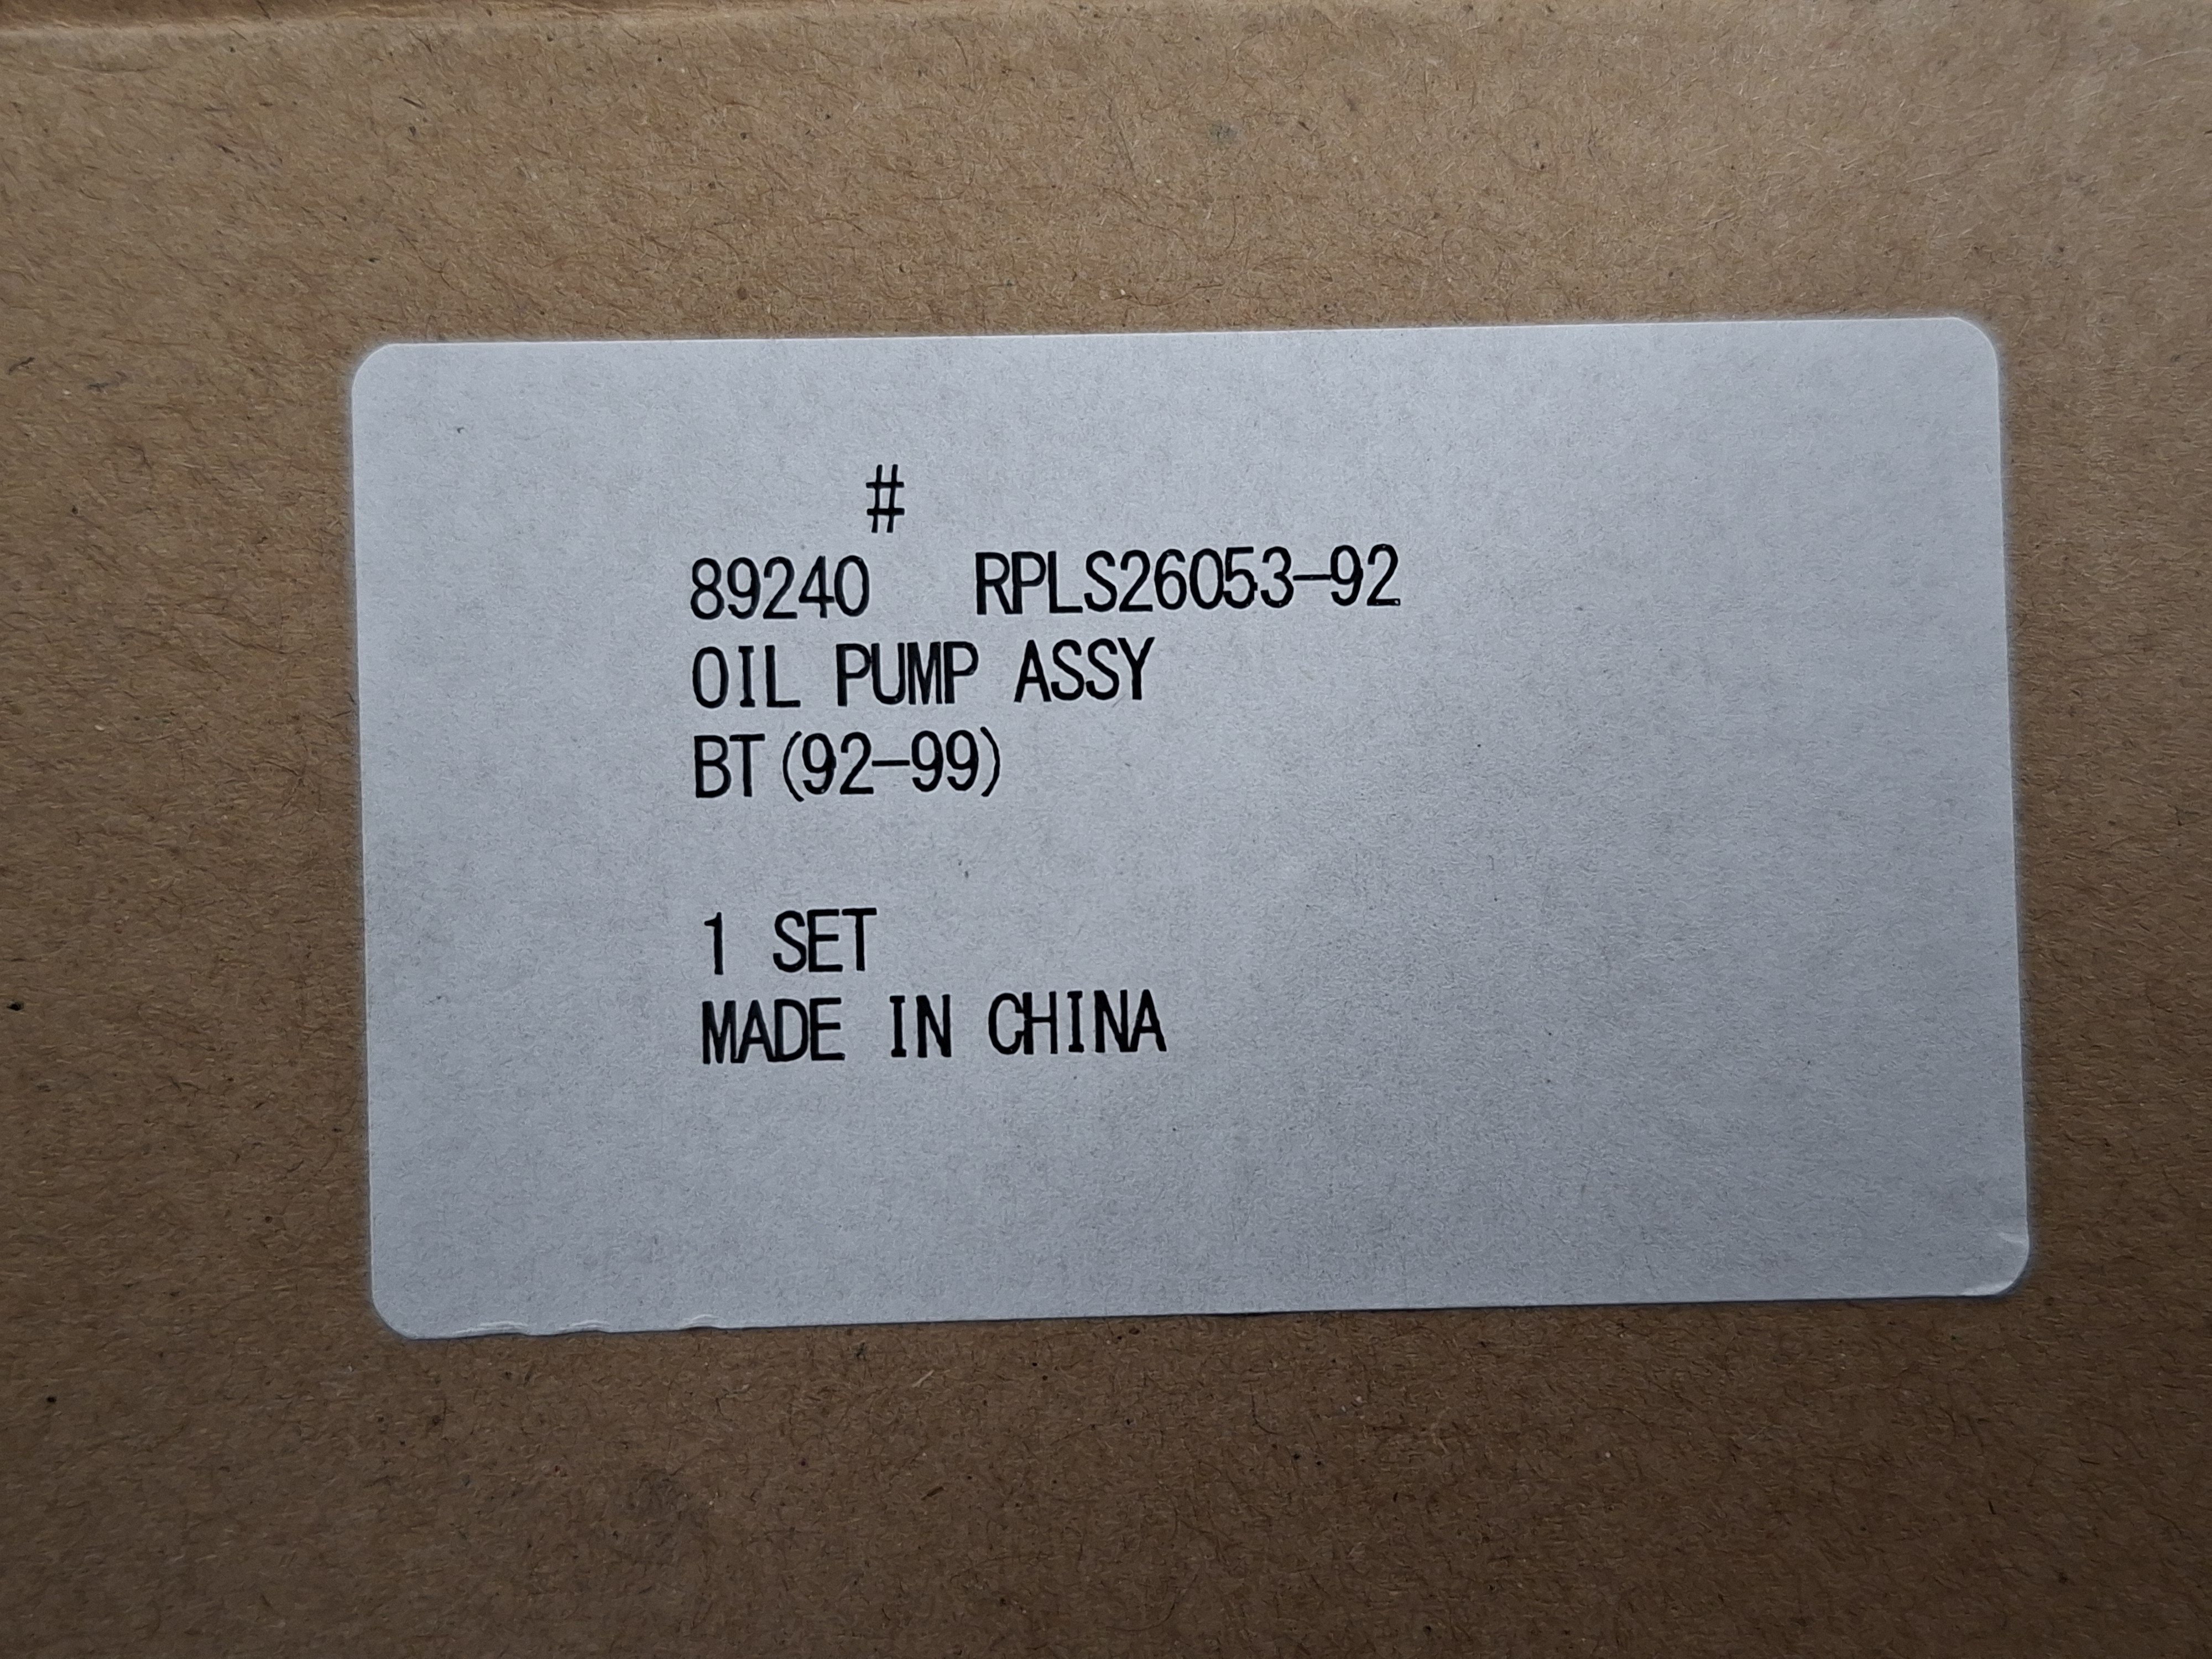 #
89240 RPLS26053-92
OIL PUMP ASSY
BT(92-99)
1 SET
MADE IN CHINA